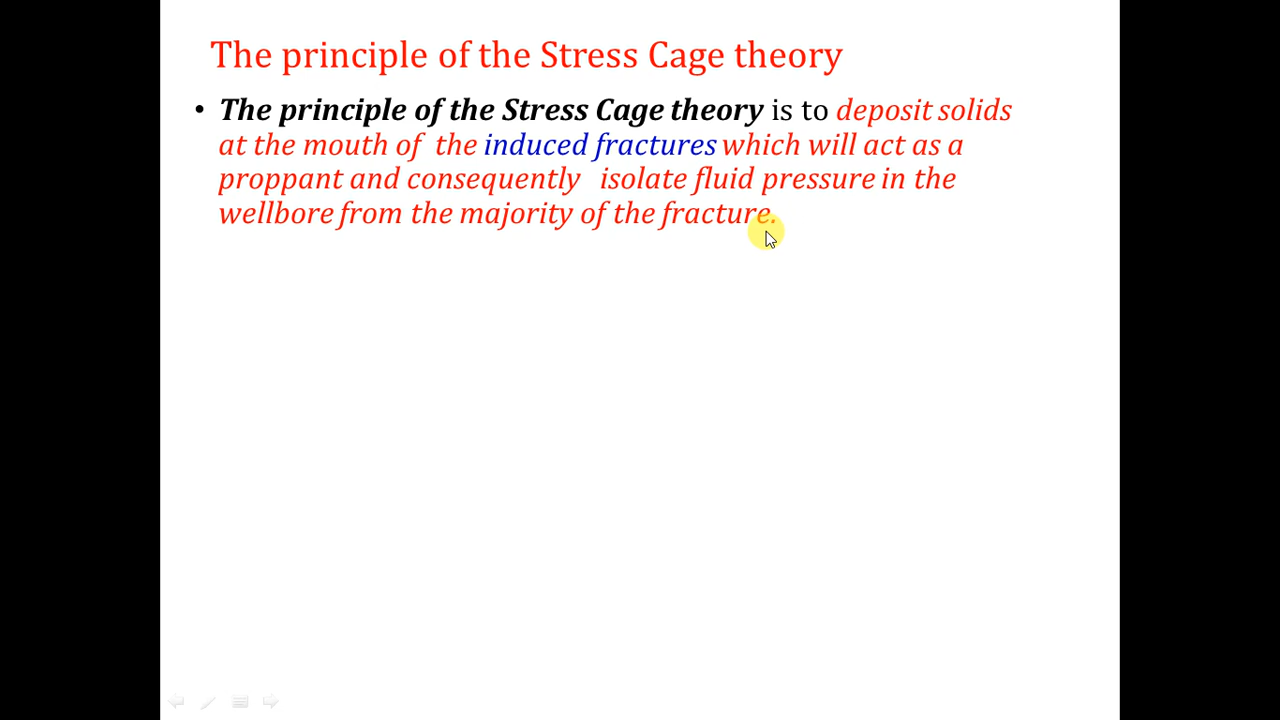 The principle of the Stress Cage theory
• The principle of the Stress Cage theory is to deposit solids
at the mouth of the induced fractures which will act as a
proppant and consequently isolate fluid pressure in the
wellbore from the majority of the fracture.